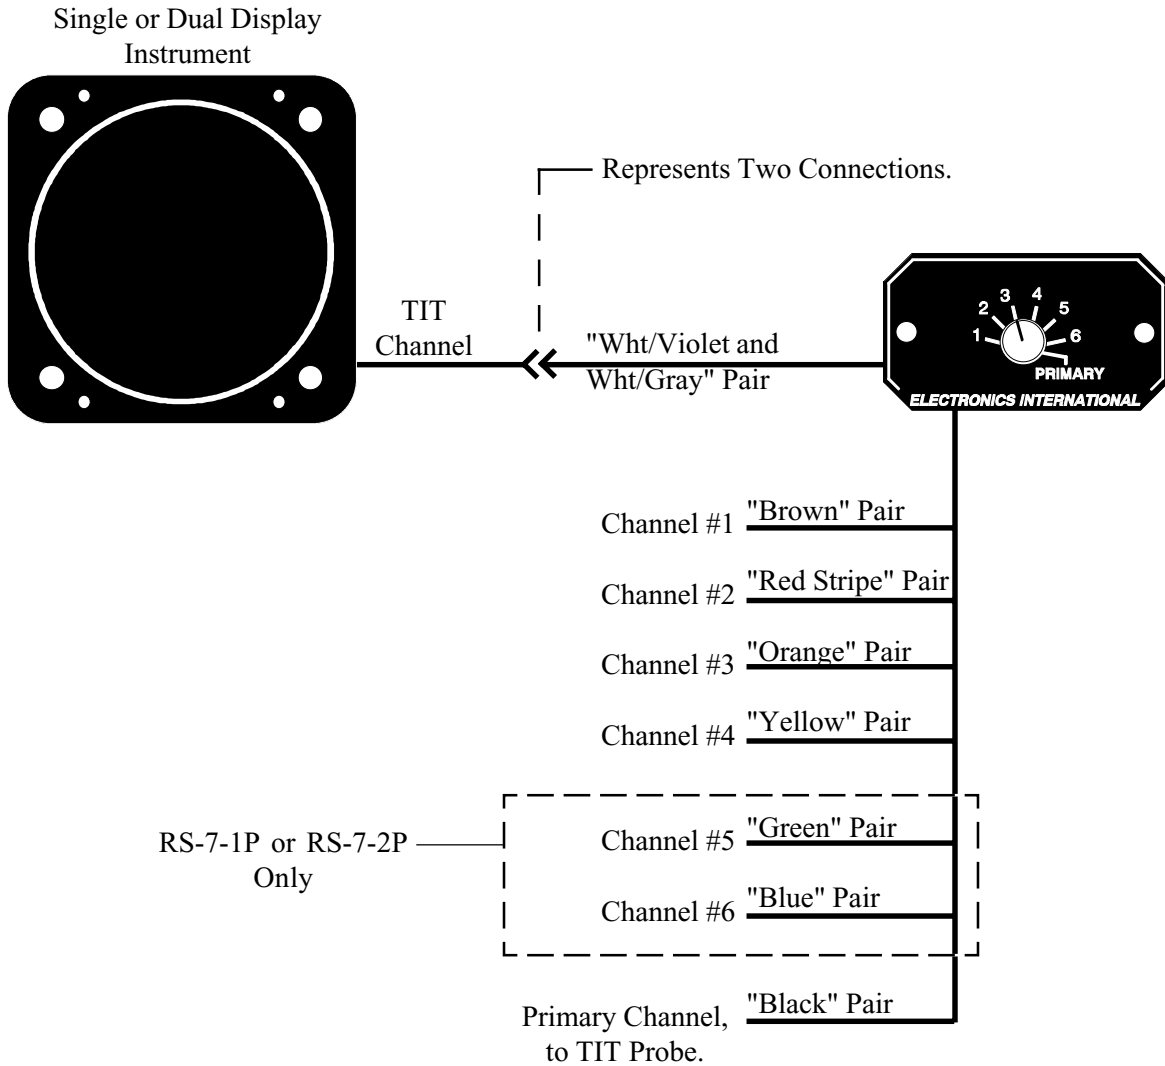 Single or Dual Display
Instrument
Represents Two Connections.
TIT
Channel
"Wht/Violet and
Wht/Gray" Pair
1
2
3
4
5
6
PRIMARY
ELECTRONICS INTERNATIONAL
Channel #1
"Brown" Pair
Channel #2
"Red Stripe" Pair
Channel #3
"Orange" Pair
Channel #4
"Yellow" Pair
RS-7-1P or RS-7-2P
Only
Channel #5
"Green" Pair
Channel #6
"Blue" Pair
Primary Channel,
to TIT Probe.
"Black" Pair